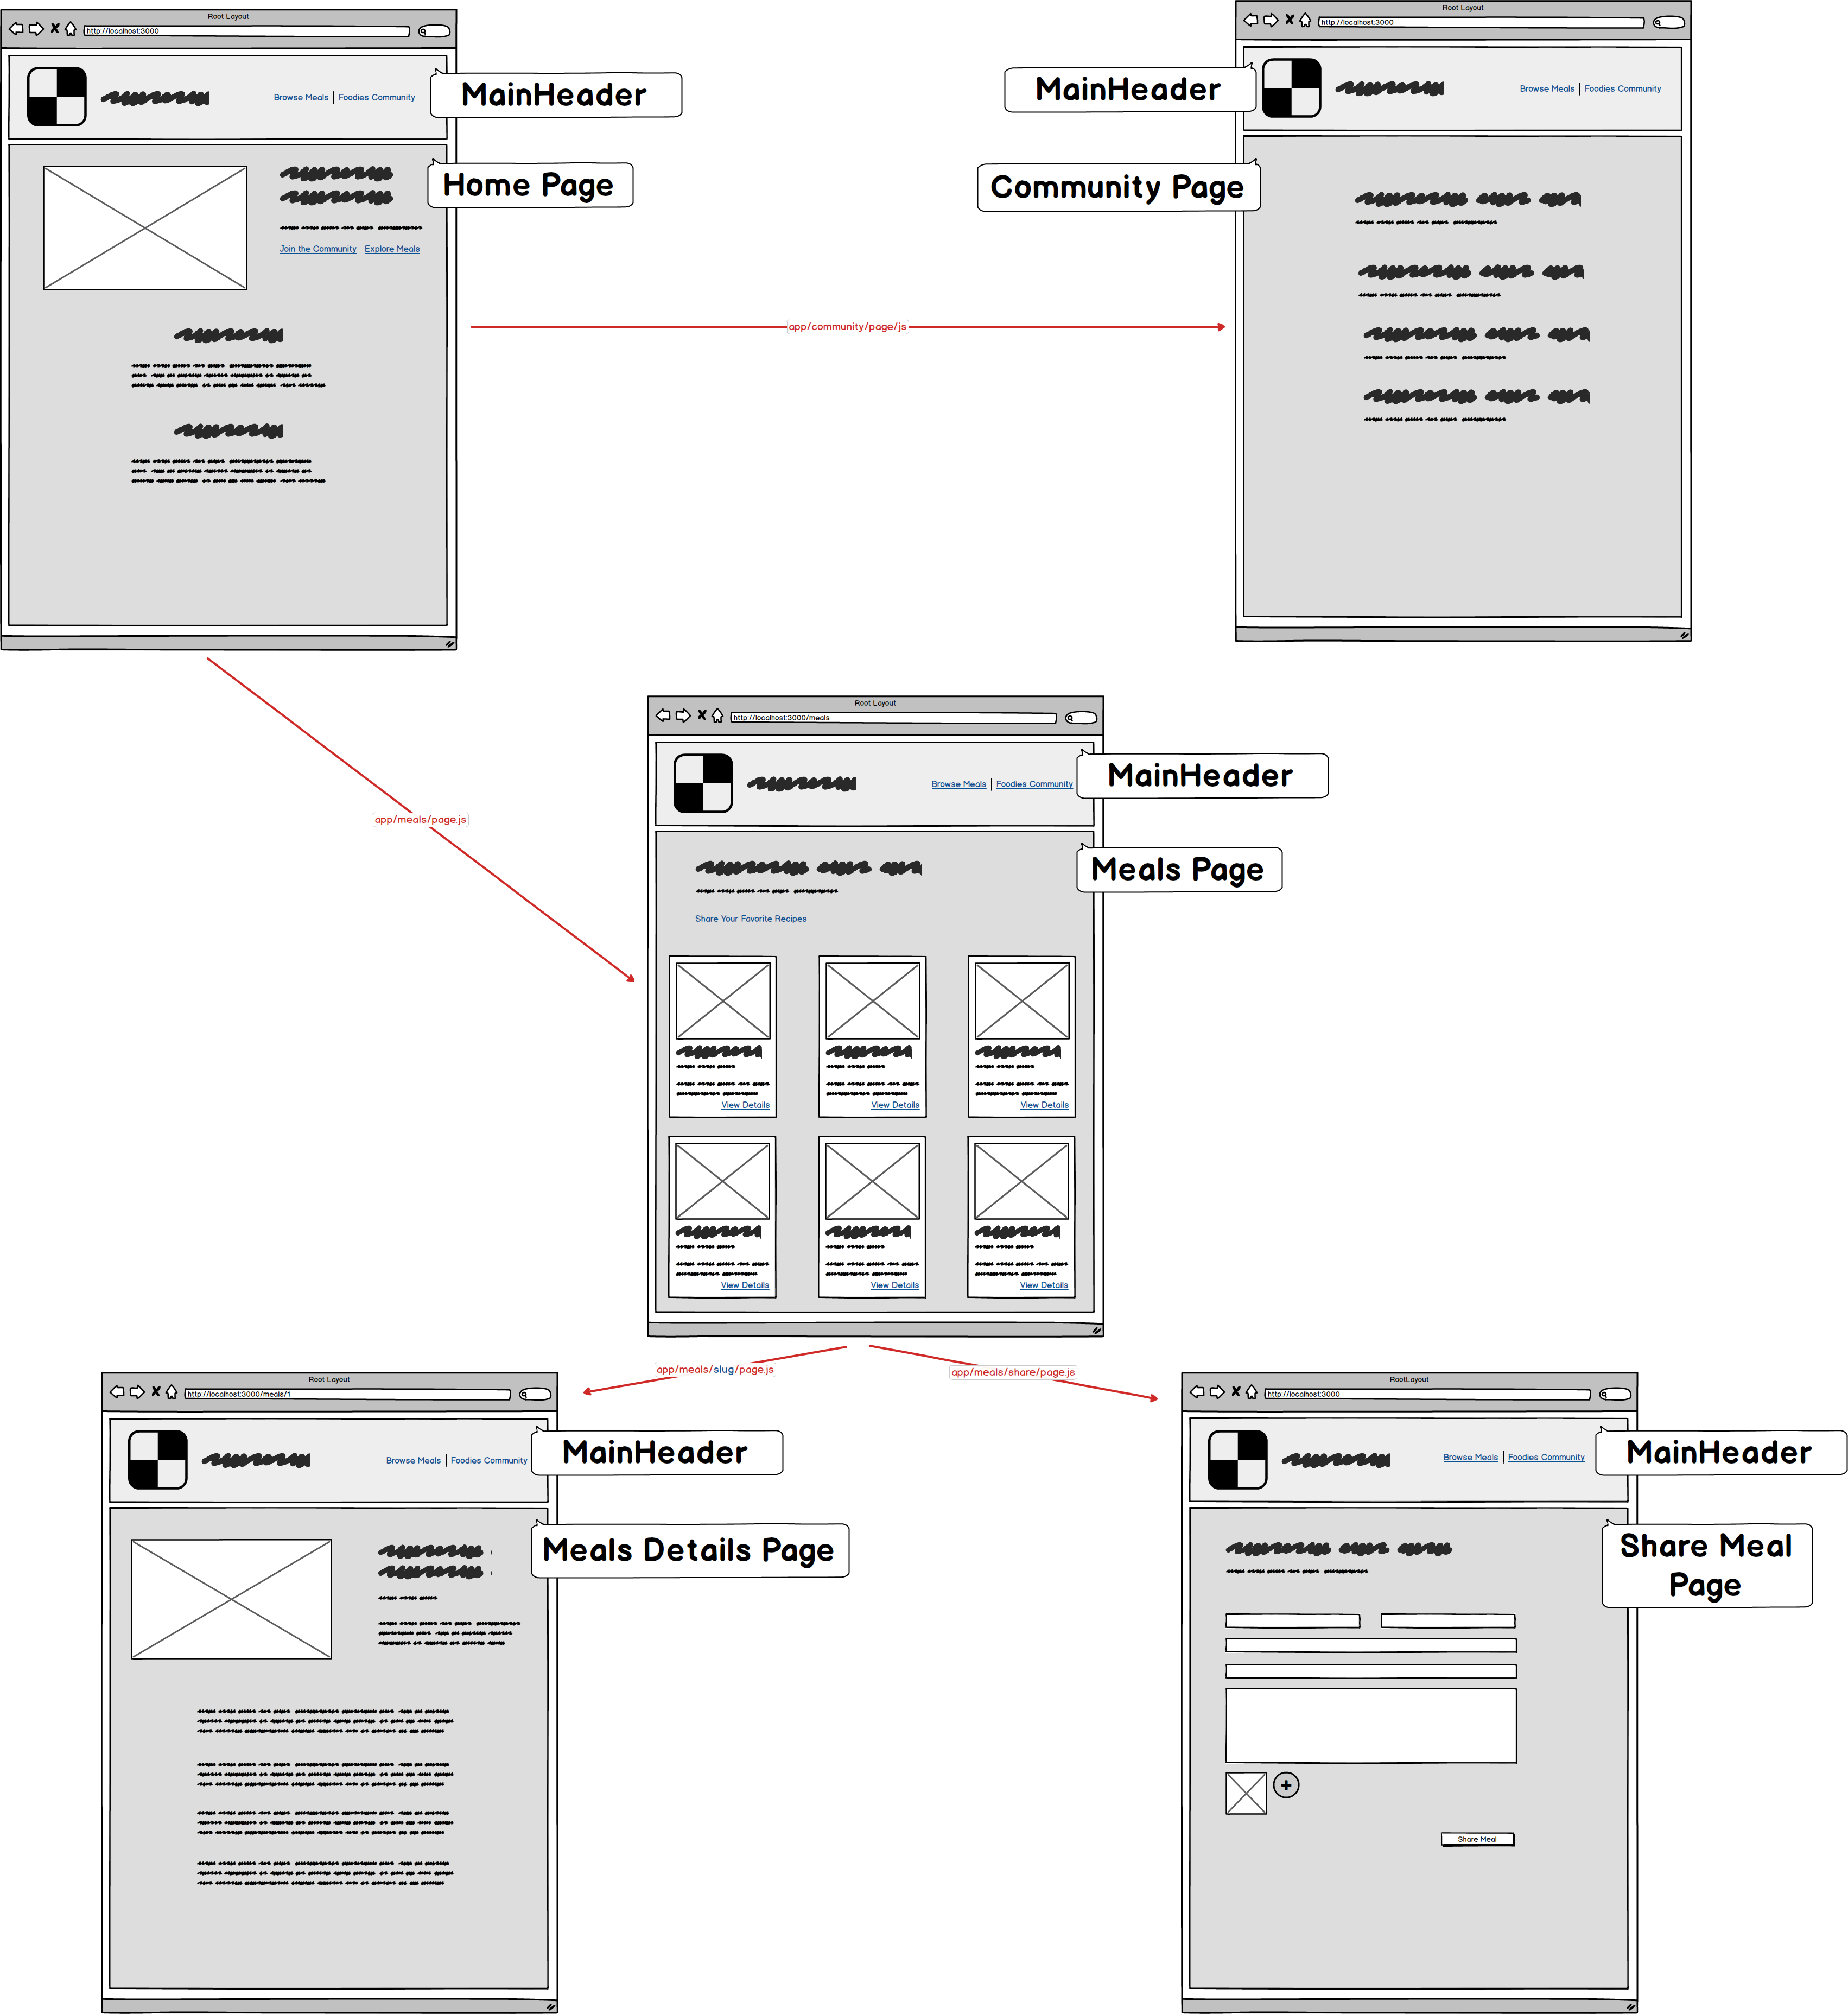 Root Layout
http://localhost:3000
Browse Meals | Foodies Community
MainHeader
Home Page
Join the Community Explore Meals
Root Layout
http://localhost:3000
MainHeader
Browse Meals | Foodies Community
Community Page
app/community/page/js
app/meals/page.js
Root Layout
http://localhost:3000/meals
Browse Meals | Foodies Community
MainHeader
Meals Page
Share Your Favorite Recipes
View Details View Details View Details
View Details View Details View Details
app/meals/slug/page.js
app/meals/share/page.js
Root Layout
http://localhost:3000/meals/1
Browse Meals | Foodies Community
MainHeader
Meals Details Page
RootLayout
http://localhost:3000
Browse Meals | Foodies Community
MainHeader
Share Meal
Page
Share Meal